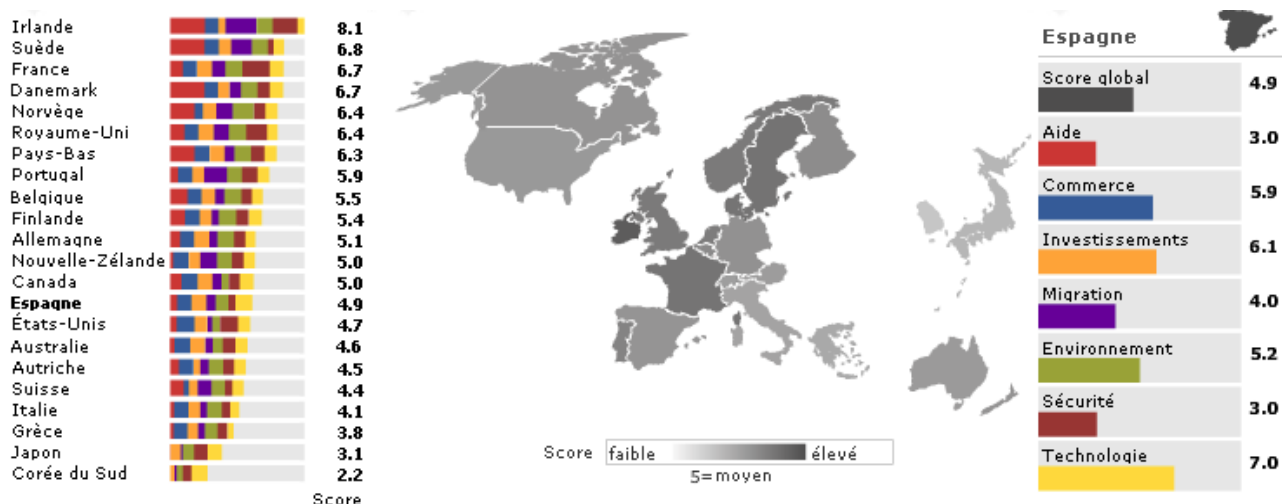 Irlande 8.1
Suède 6.8
France 6.7
Danemark 6.7
Norvège 6.4
Royaume-Uni 6.4
Pays-Bas 6.3
Portugal 5.9
Belgique 5.5
Finlande 5.4
Allemagne 5.1
Nouvelle-Zélande 5.0
Canada 5.0
Espagne 4.9
États-Unis 4.7
Australie 4.6
Autriche 4.5
Suisse 4.4
Italie 4.1
Grèce 3.8
Japon 3.1
Corée du Sud 2.2
Score
Score faible élevé
5=moyen
Espagne
Score global 4.9
Aide 3.0
Commerce 5.9
Investissements 6.1
Migration 4.0
Environnement 5.2
Sécurité 3.0
Technologie 7.0